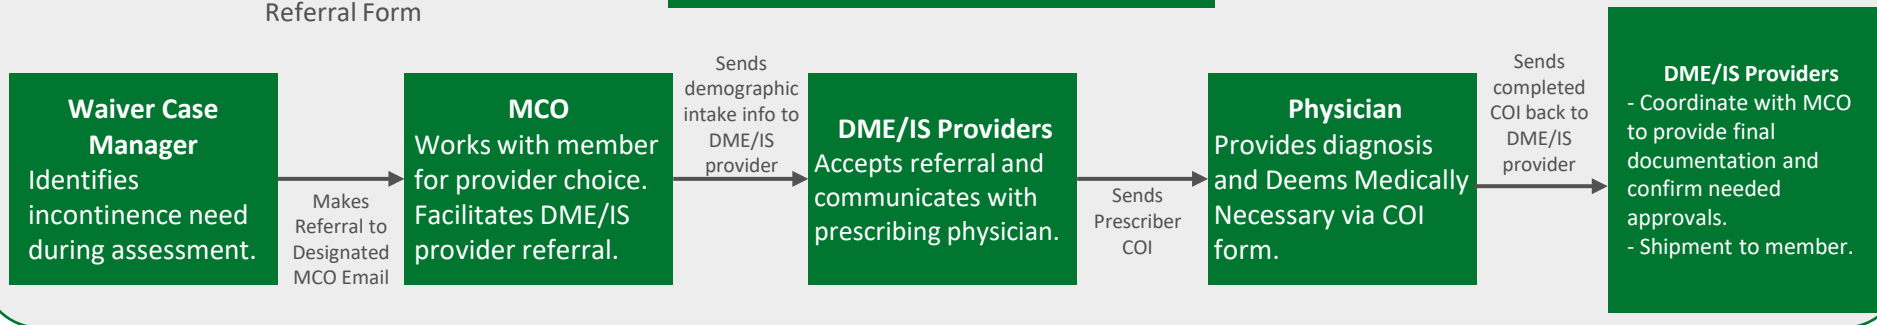 Referral Form
Waiver Case
Manager
Identifies
incontinence need
during assessment.
Makes
Referral to
Designated
MCO Email
MCO
Works with member
for provider choice.
Facilitates DME/IS
provider referral.
Sends
demographic
intake info to
DME/IS
provider
DME/IS Providers
Accepts referral and
communicates with
prescribing physician.
Sends
Prescriber
COI
Physician
Provides diagnosis
and Deems Medically
Necessary via COI
form.
Sends
completed
COI back to
DME/IS
provider
DME/IS Providers
- Coordinate with MCO
to provide final
documentation and
confirm needed
approvals.
- Shipment to member.